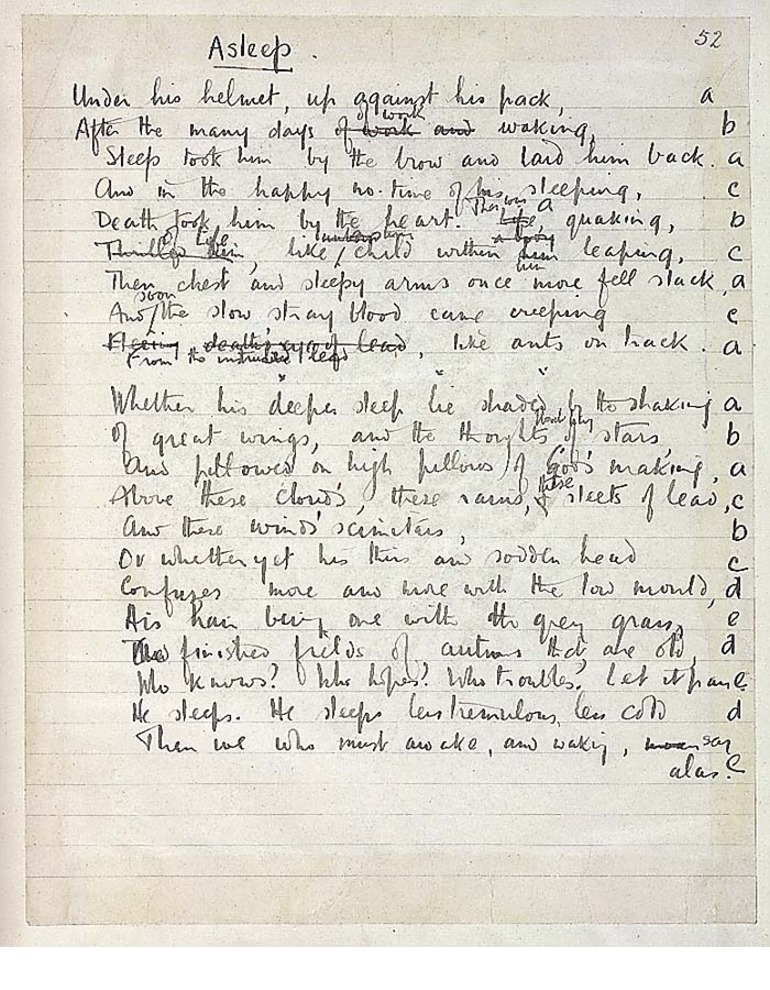 Asleep.
52
Under his helmet, up against his pack, a
of work
After the many days of work and waking, b
Sleep took him by the brow and laid him back. a
And in the happy no-time of his sleeping, c
There was a
Death took him by the heart. Life, quaking, b
Of Life unborn him a
Thrilled him, like / child within him leaping, c
him
Then chest and sleepy arms once more fell slack, a
soon
And / the slow stray blood came creeping c
Fleeing death's of lead, like ants on track. a
From the intruded lead
Whether his deeper sleep lie shaded by the shaking a
Of great wings, and the thoughts of stars b
And pillowed on high pillows of God's making, a
these
Above these clouds, these rains, & sleets of lead, c
And these winds' scimitars, b
Or whether yet his thin and sodden head c
Confuses more and more with the low mould, d
His hair being one with the grey grass, e
The finished fields of autumns that are old, d
Who knows? Who hopes? Who troubles? Let it pass e
He sleeps. He sleeps less tremulous, less cold d
Than we who must awake, and waking, say
alas! e